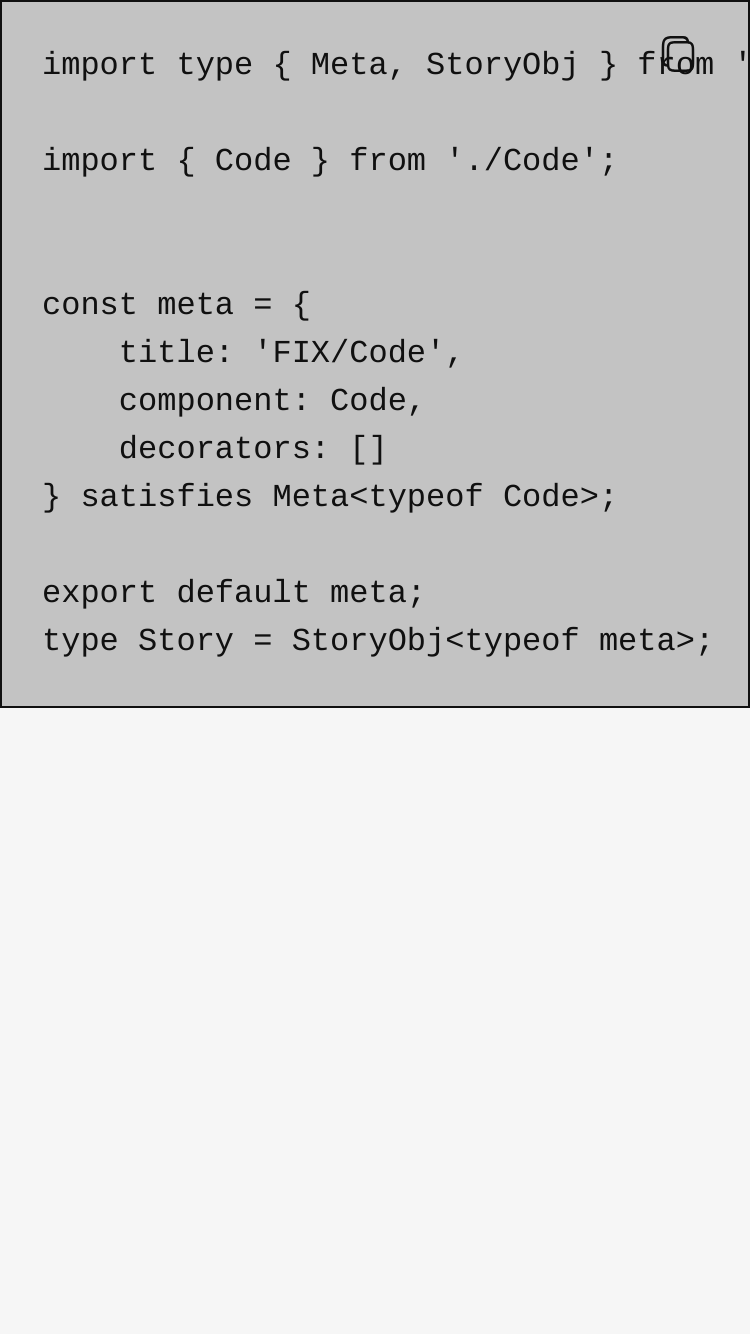 import type { Meta, StoryObj } from '
import { Code } from './Code';
const meta = {
    title: 'FIX/Code',
    component: Code,
    decorators: []
} satisfies Meta<typeof Code>;
export default meta;
type Story = StoryObj<typeof meta>;